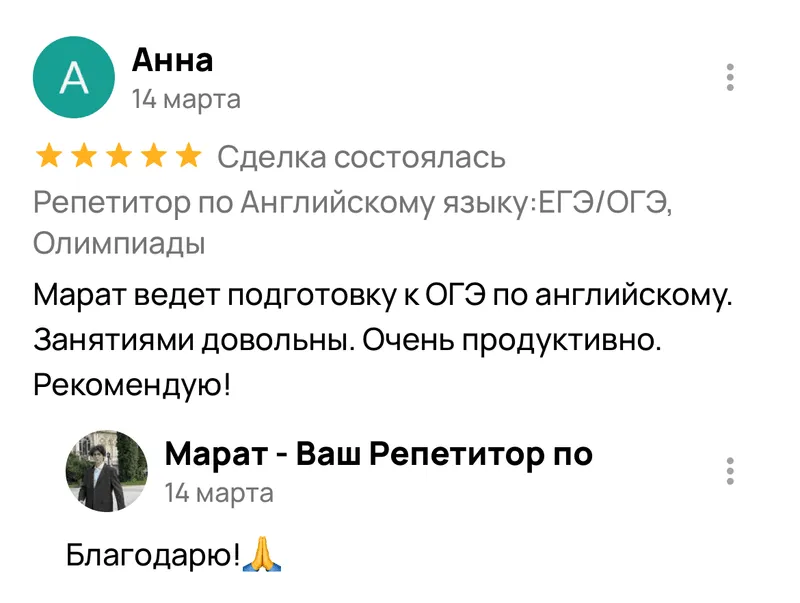 А
Анна
14 марта
Сделка состоялась
Репетитор по Английскому языку:ЕГЭ/ОГЭ,
Олимпиады
Марат ведет подготовку к ОГЭ по английскому.
Занятиями довольны. Очень продуктивно.
Рекомендую!
Марат - Ваш Репетитор по
14 марта
Благодарю!🙏